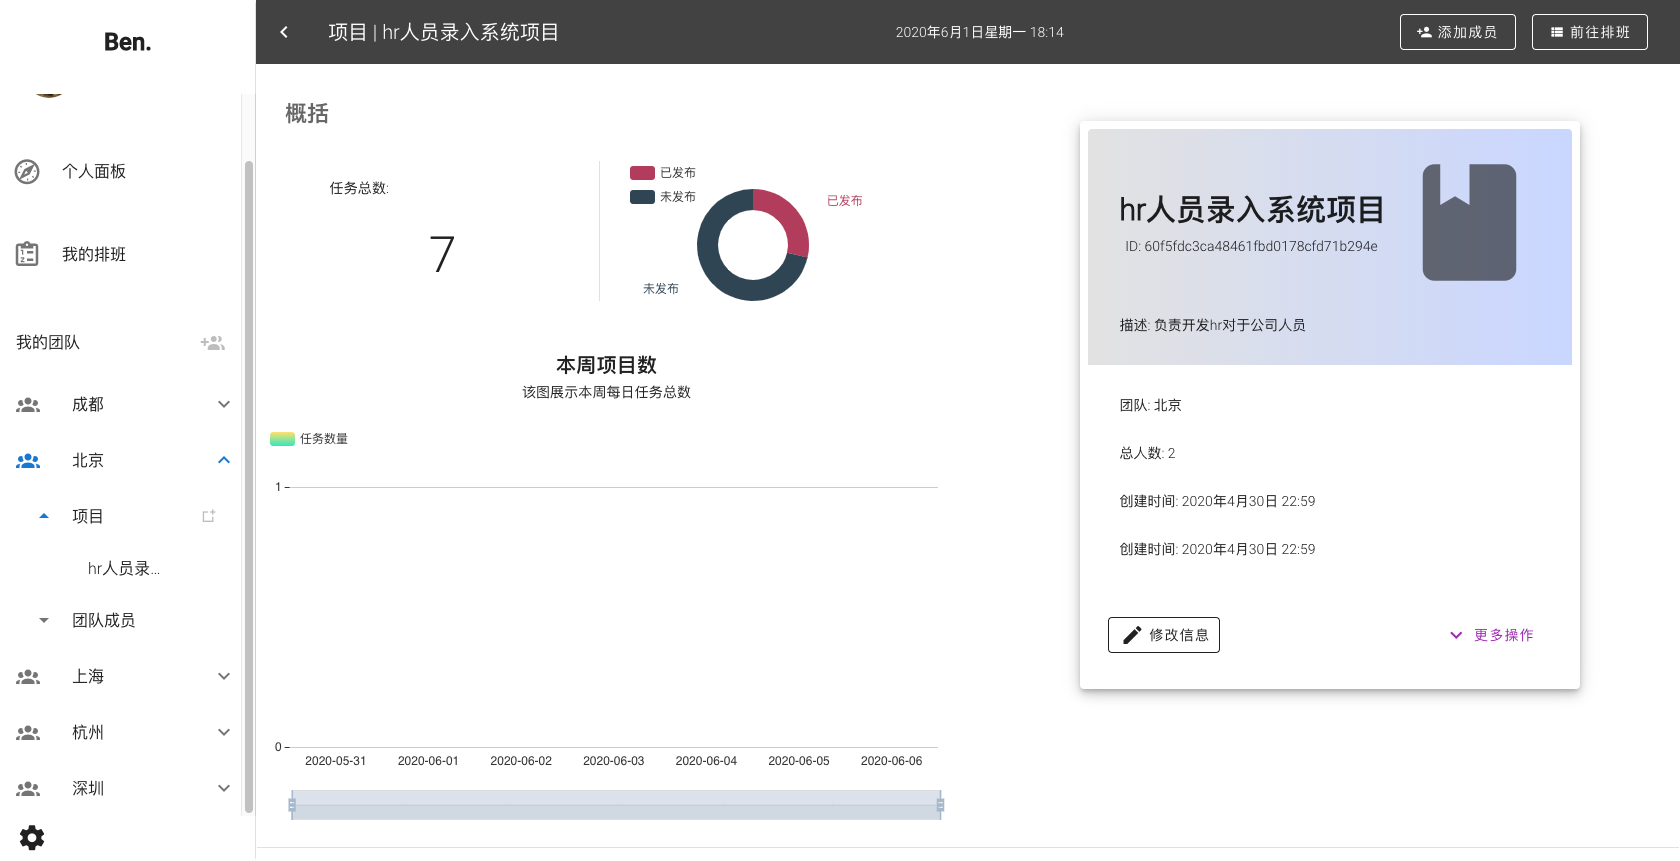 Ben.
项目 | hr人员录入系统项目
2020年6月1日星期一 18:14
添加成员
前往排班
个人面板
我的排班
我的团队
成都
北京
项目
hr人员录...
团队成员
上海
杭州
深圳
概括
任务总数:
7
已发布
未发布
已发布
未发布
本周项目数
该图展示本周每日任务总数
任务数量
1
0
2020-05-31 2020-06-01 2020-06-02 2020-06-03 2020-06-04 2020-06-05 2020-06-06
hr人员录入系统项目
ID: 60f5fdc3ca48461fbd0178cfd71b294e
描述: 负责开发hr对于公司人员
团队: 北京
总人数: 2
创建时间: 2020年4月30日 22:59
创建时间: 2020年4月30日 22:59
修改信息
更多操作